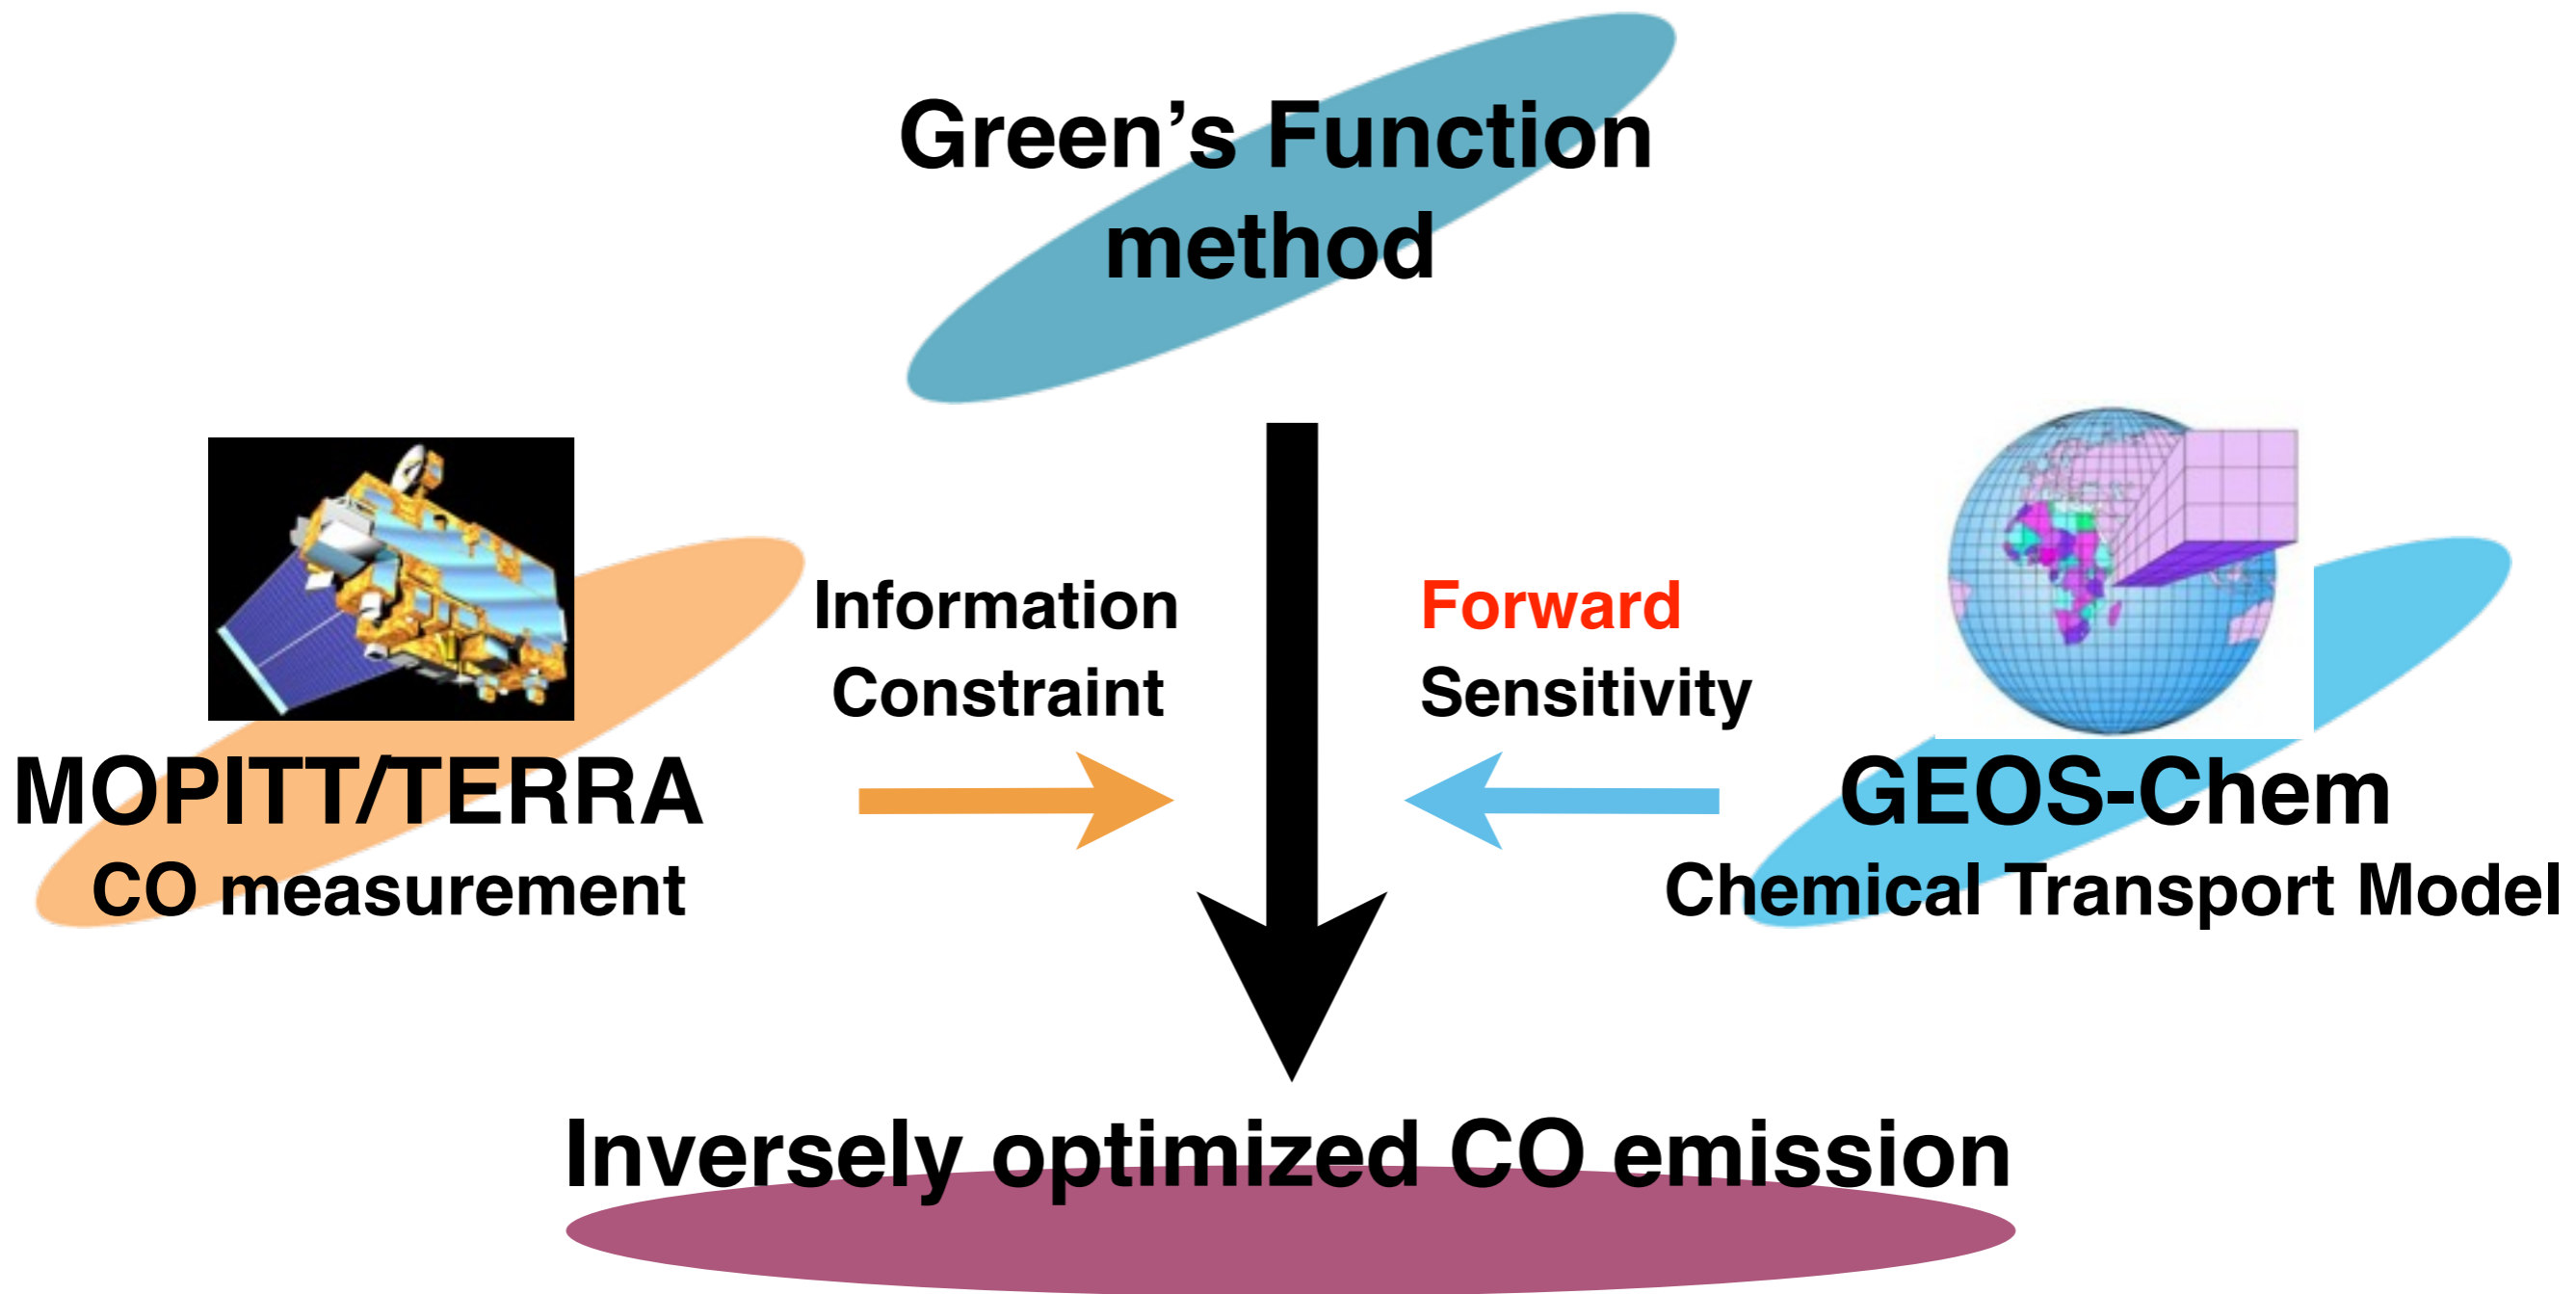 Green’s Function
method
Information
Constraint
Forward
Sensitivity
MOPITT/TERRA
CO measurement
GEOS-Chem
Chemical Transport Model
Inversely optimized CO emission